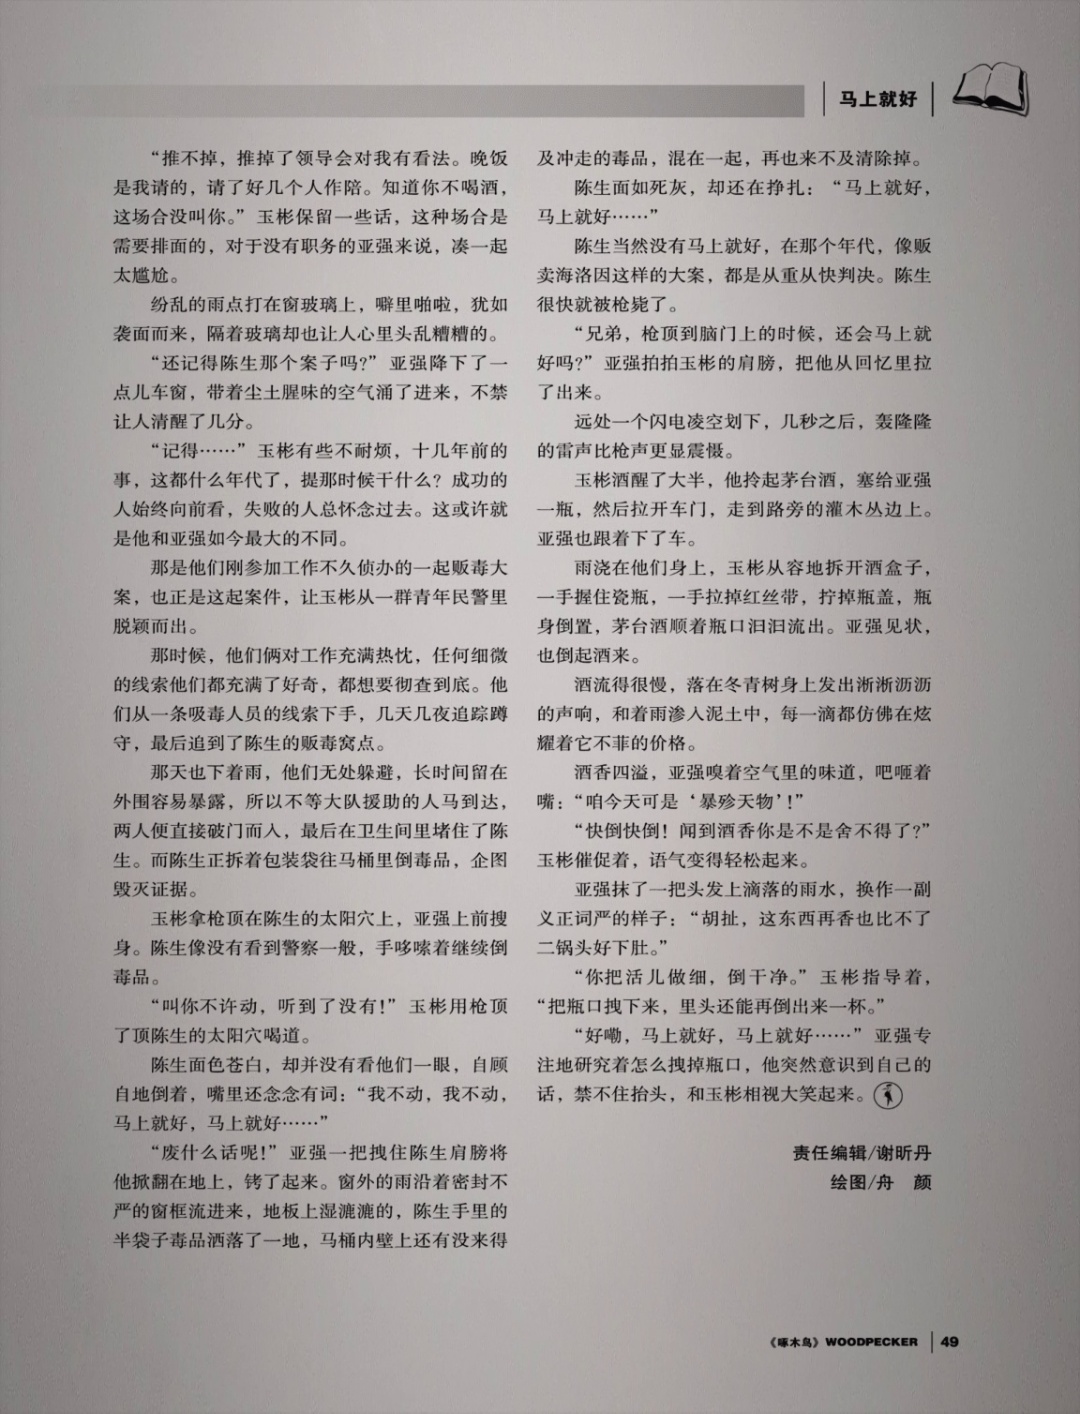 马上就好
“推不掉，推掉了领导会对我有看法。晚饭
是我请的，请了好几个人作陪。知道你不喝酒，
这场合没叫你。”玉彬保留一些话，这种场合是
需要排面的，对于没有职务的亚强来说，凑一起
太尴尬。
纷乱的雨点打在窗玻璃上，噼里啪啦，犹如
袭面而来，隔着玻璃却也让人心里头乱糟糟的。
“还记得陈生那个案子吗?”亚强降下了一
点儿车窗，带着尘土腥味的空气涌了进来，不禁
让人清醒了几分。
“记得……”玉彬有些不耐烦，十几年前的
事，这都什么年代了，提那时候干什么？成功的
人始终向前看，失败的人总怀念过去。这或许就
是他和亚强如今最大的不同。
那是他们刚参加工作不久侦办的一起贩毒大
案，也正是这起案件，让玉彬从一群青年民警里
脱颖而出。
那时候，他们俩对工作充满热忱，任何细微
的线索他们都充满了好奇，都想要彻查到底。他
们从一条吸毒人员的线索下手，几天几夜追踪蹲
守，最后追到了陈生的贩毒窝点。
那天也下着雨，他们无处躲避，长时间留在
外围容易暴露，所以不等大队援助的人马到达，
两人便直接破门而入，最后在卫生间里堵住了陈
生。而陈生正拆着包装袋往马桶里倒毒品，企图
毁灭证据。
玉彬拿枪顶在陈生的太阳穴上，亚强上前搜
身。陈生像没有看到警察一般，手哆嗦着继续倒
毒品。
“叫你不许动，听到了没有!”玉彬用枪顶
了顶陈生的太阳穴喝道。
陈生面色苍白，却并没有看他们一眼，自顾
自地倒着，嘴里还念念有词：“我不动，我不动，
马上就好，马上就好……”
“废什么话呢!”亚强一把拽住陈生肩膀将
他掀翻在地上，铐了起来。窗外的雨沿着密封不
严的窗框流进来，地板上湿漉漉的，陈生手里的
半袋子毒品洒落了一地，马桶内壁上还有没来得
及冲走的毒品，混在一起，再也来不及清除掉。
陈生面如死灰，却还在挣扎：“马上就好，
马上就好……”
陈生当然没有马上就好，在那个年代，像贩
卖海洛因这样的大案，都是从重从快判决。陈生
很快就被枪毙了。
“兄弟，枪顶到脑门上的时候，还会马上就
好吗?”亚强拍拍玉彬的肩膀，把他从回忆里拉
了出来。
远处一个闪电凌空划下，几秒之后，轰隆隆
的雷声比枪声更显震慑。
玉彬酒醒了大半，他拎起茅台酒，塞给亚强
一瓶，然后拉开车门，走到路旁的灌木丛边上。
亚强也跟着下了车。
雨浇在他们身上，玉彬从容地拆开酒盒子，
一手握住瓷瓶，一手拉掉红丝带，拧掉瓶盖，瓶
身倒置，茅台酒顺着瓶口汩汩流出。亚强见状，
也倒起酒来。
酒流得很慢，落在冬青树身上发出淅淅沥沥
的声响，和着雨渗入泥土中，每一滴都仿佛在炫
耀着它不菲的价格。
酒香四溢，亚强嗅着空气里的味道，吧咂着
嘴：“咱今天可是‘暴殄天物’!”
“快倒快倒！闻到酒香你是不是舍不得了?”
玉彬催促着，语气变得轻松起来。
亚强抹了一把头发上滴落的雨水，换作一副
义正词严的样子：“胡扯，这东西再香也比不了
二锅头好下肚。”
“你把活儿做细，倒干净。”玉彬指导着，
“把瓶口拽下来，里头还能再倒出来一杯。”
“好嘞，马上就好，马上就好……”亚强专
注地研究着怎么拽掉瓶口，他突然意识到自己的
话，禁不住抬头，和玉彬相视大笑起来。
责任编辑/谢昕丹
绘图/舟　颜
《啄木鸟》WOODPECKER 49